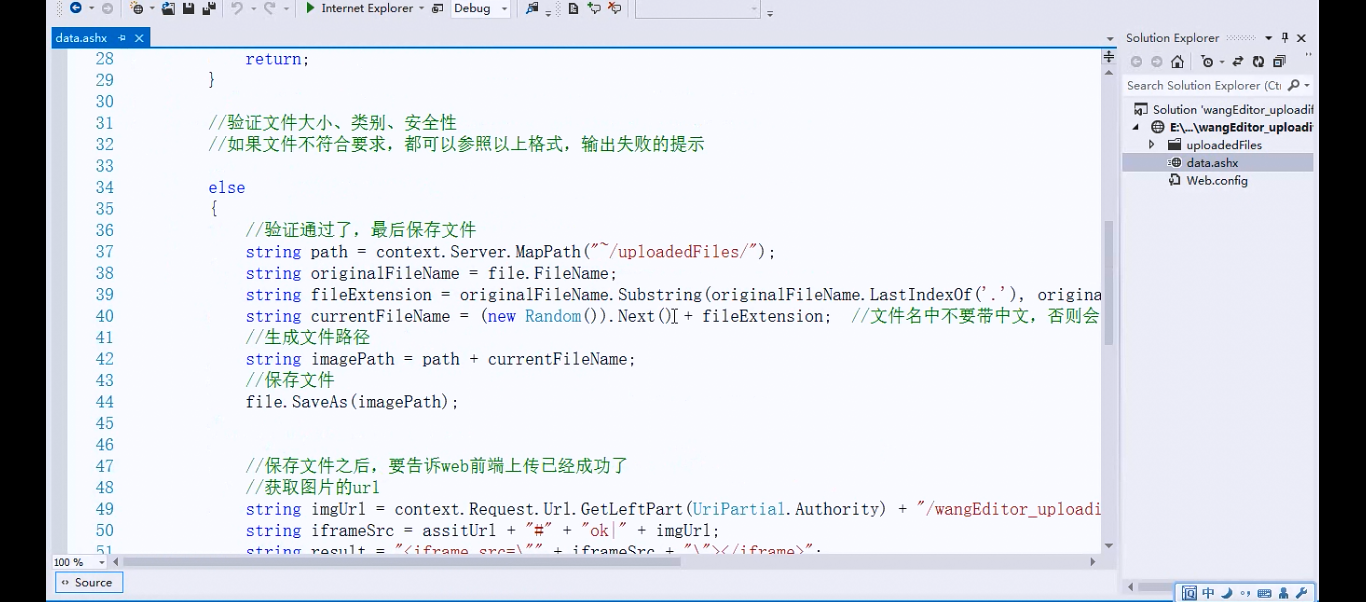 Internet Explorer
Debug
data.ashx
28 return;
29 }
30
31 //验证文件大小、类别、安全性
32 //如果文件不符合要求，都可以参照以上格式，输出失败的提示
33
34 else
35 {
36 //验证通过了，最后保存文件
37 string path = context.Server.MapPath("~/uploadedFiles/");
38 string originalFileName = file.FileName;
39 string fileExtension = originalFileName.Substring(originalFileName.LastIndexOf('.'), origina
40 string currentFileName = (new Random()).Next() + fileExtension; //文件名中不要带中文，否则会
41 //生成文件路径
42 string imagePath = path + currentFileName;
43 //保存文件
44 file.SaveAs(imagePath);
45
46
47 //保存文件之后，要告诉web前端上传已经成功了
48 //获取图片的url
49 string imgUrl = context.Request.Url.GetLeftPart(UriPartial.Authority) + "/wangEditor_uploadi
50 string iframeSrc = assitUrl + "#" + "ok|" + imgUrl;
51 string result = "<iframe src=\"" + iframeSrc + "\"></iframe>";
100 %
Source
Solution Explorer
Search Solution Explorer (Ct
Solution 'wangEditor_uploadif
E:\...\wangEditor_uploadi
uploadedFiles
data.ashx
Web.config
中